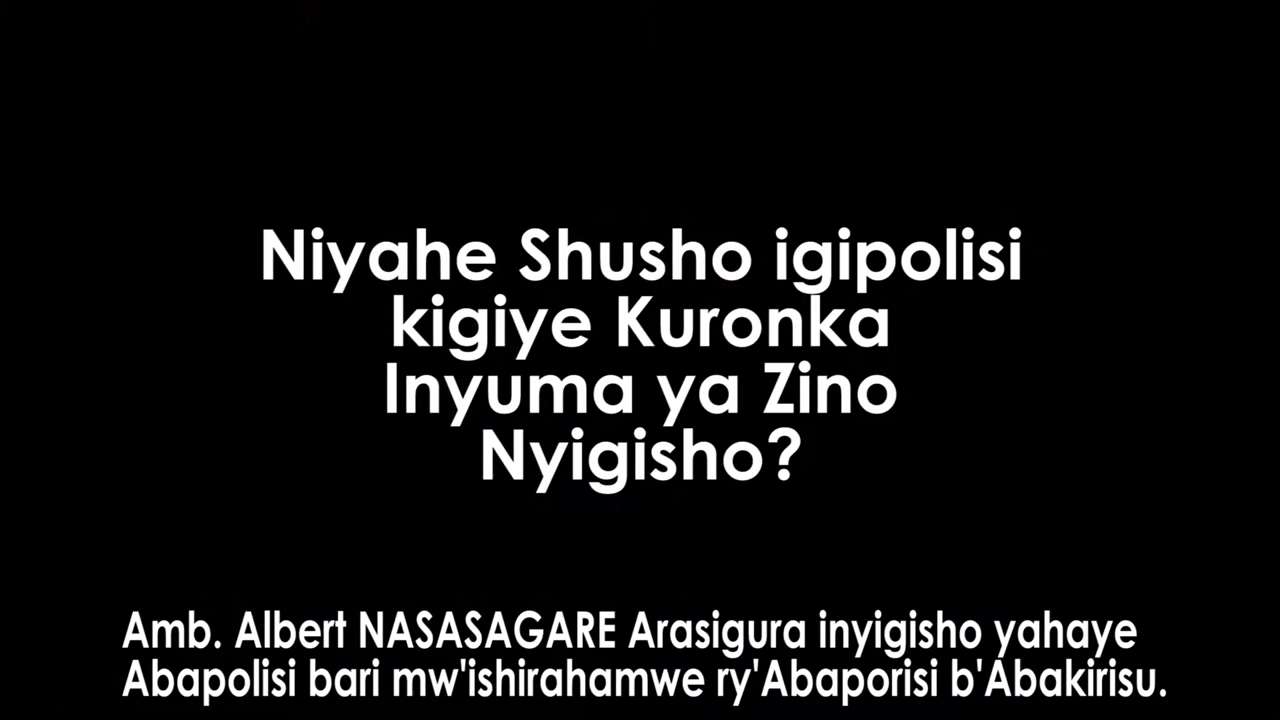 Niyahe Shusho igipolisi
kigiye Kuronka
Inyuma ya Zino
Nyigisho?
Amb. Albert NASASAGARE Arasigura inyigisho yahaye
Abapolisi bari mw'ishirahamwe ry'Abaporisi b'Abakirisu.